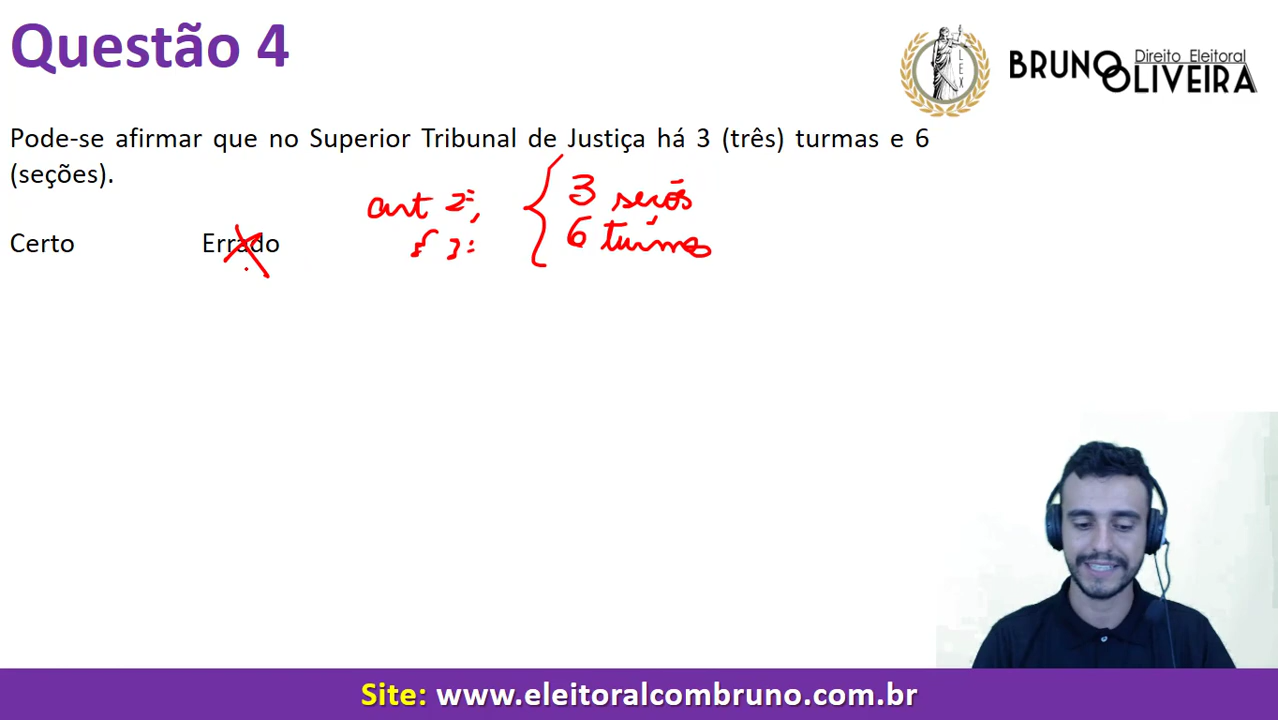 Questão 4
LEX
BRUNO OLIVEIRA
Direito Eleitoral
Pode-se afirmar que no Superior Tribunal de Justiça há 3 (três) turmas e 6
(seções).
art 2º,
3 seções
6 turmas
Certo Errado
Site: www.eleitoralcombruno.com.br